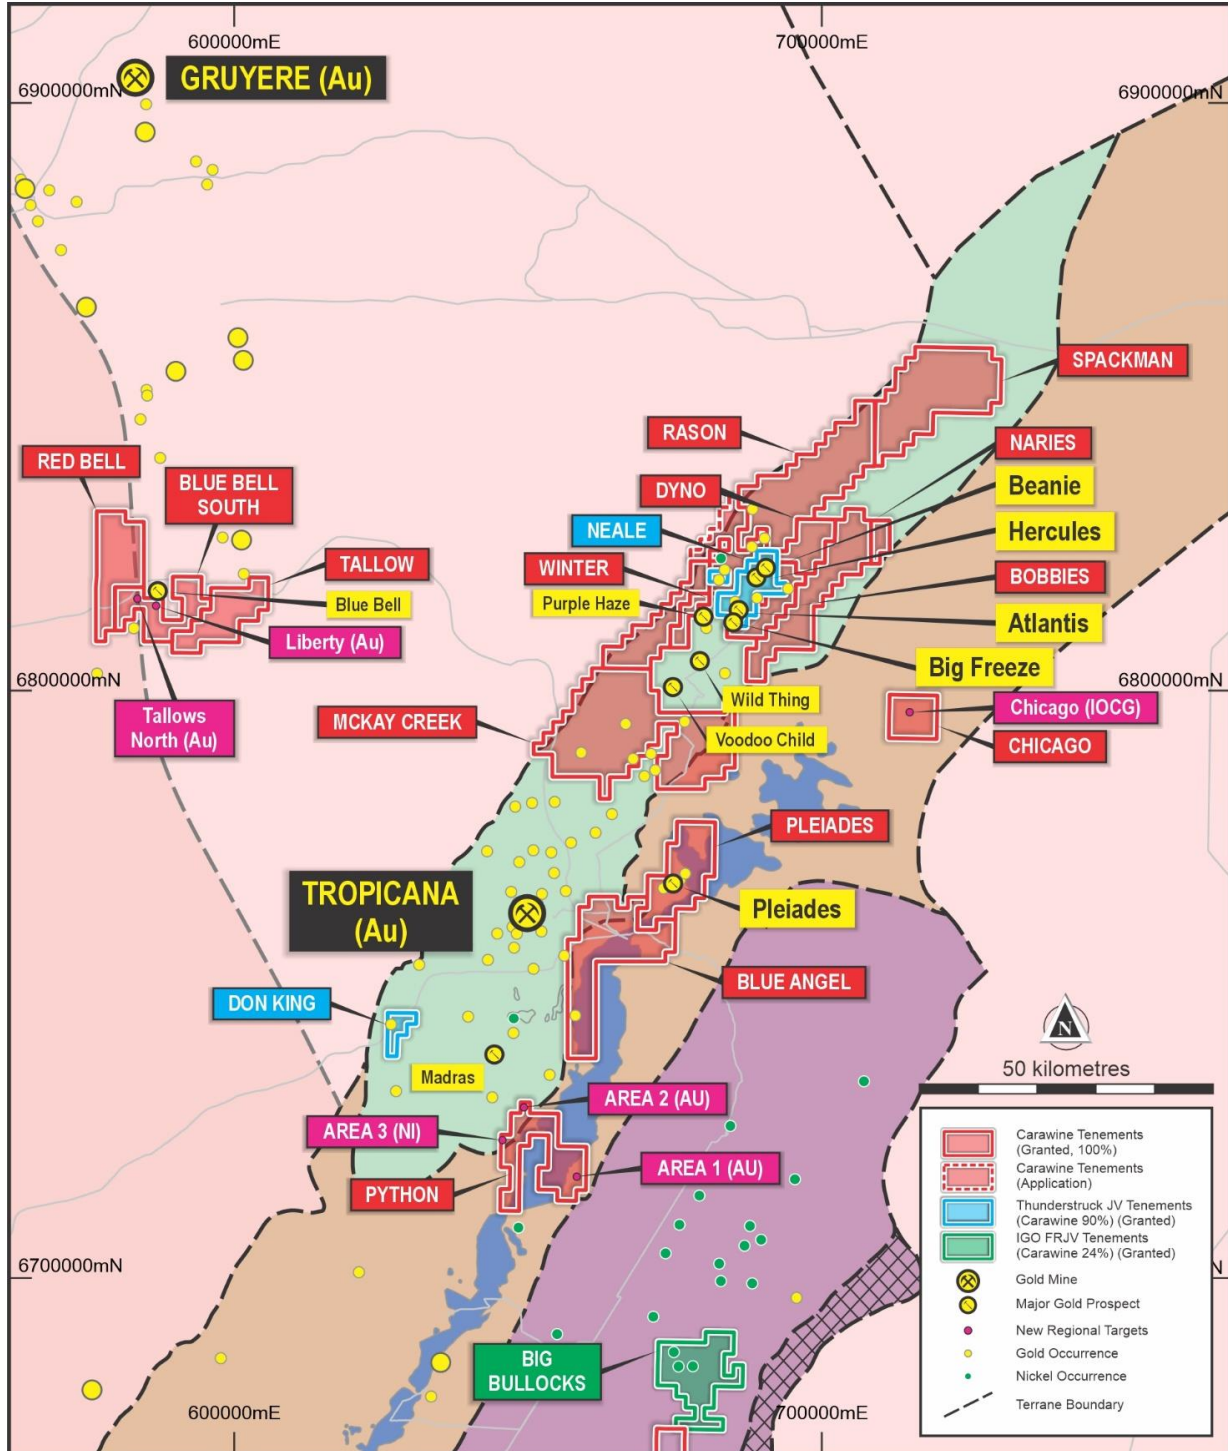 600000mE
700000mE
GRUYERE (Au)
6900000mN
6900000mN
SPACKMAN
RASON
NARIES
RED BELL
BLUE BELL
SOUTH
DYNO
Beanie
NEALE
Hercules
TALLOW
WINTER
BOBBIES
Blue Bell
Purple Haze
Atlantis
Liberty (Au)
Big Freeze
6800000mN
6800000mN
Wild Thing
Chicago (IOCG)
Tallows
North (Au)
MCKAY CREEK
Voodoo Child
CHICAGO
PLEIADES
TROPICANA
(Au)
Pleiades
BLUE ANGEL
DON KING
N
50 kilometres
Madras
AREA 2 (AU)
AREA 3 (NI)
AREA 1 (AU)
PYTHON
6700000mN
N
Carawine Tenements
(Granted, 100%)
Carawine Tenements
(Application)
Thunderstruck JV Tenements
(Carawine 90%) (Granted)
IGO FRJV Tenements
(Carawine 24%) (Granted)
Gold Mine
Major Gold Prospect
New Regional Targets
Gold Occurrence
Nickel Occurrence
Terrane Boundary
BIG
BULLOCKS
600000mE
700000mE